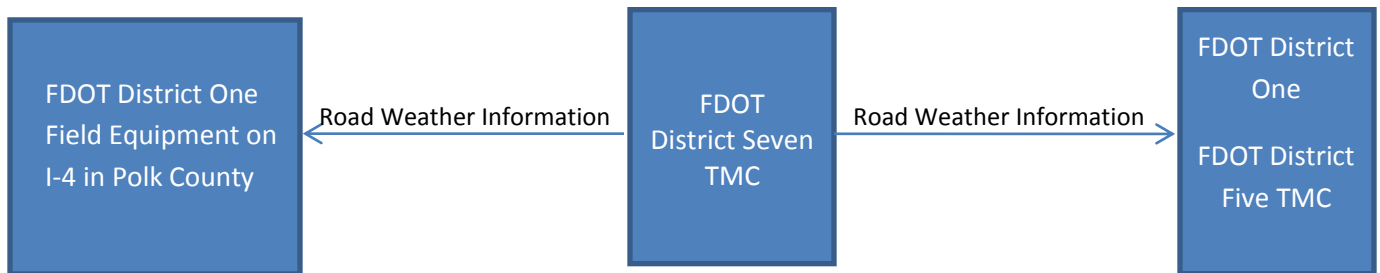 FDOT District One
Field Equipment on
I-4 in Polk County
Road Weather Information
FDOT
District Seven
TMC
Road Weather Information
FDOT District
One
FDOT District
Five TMC